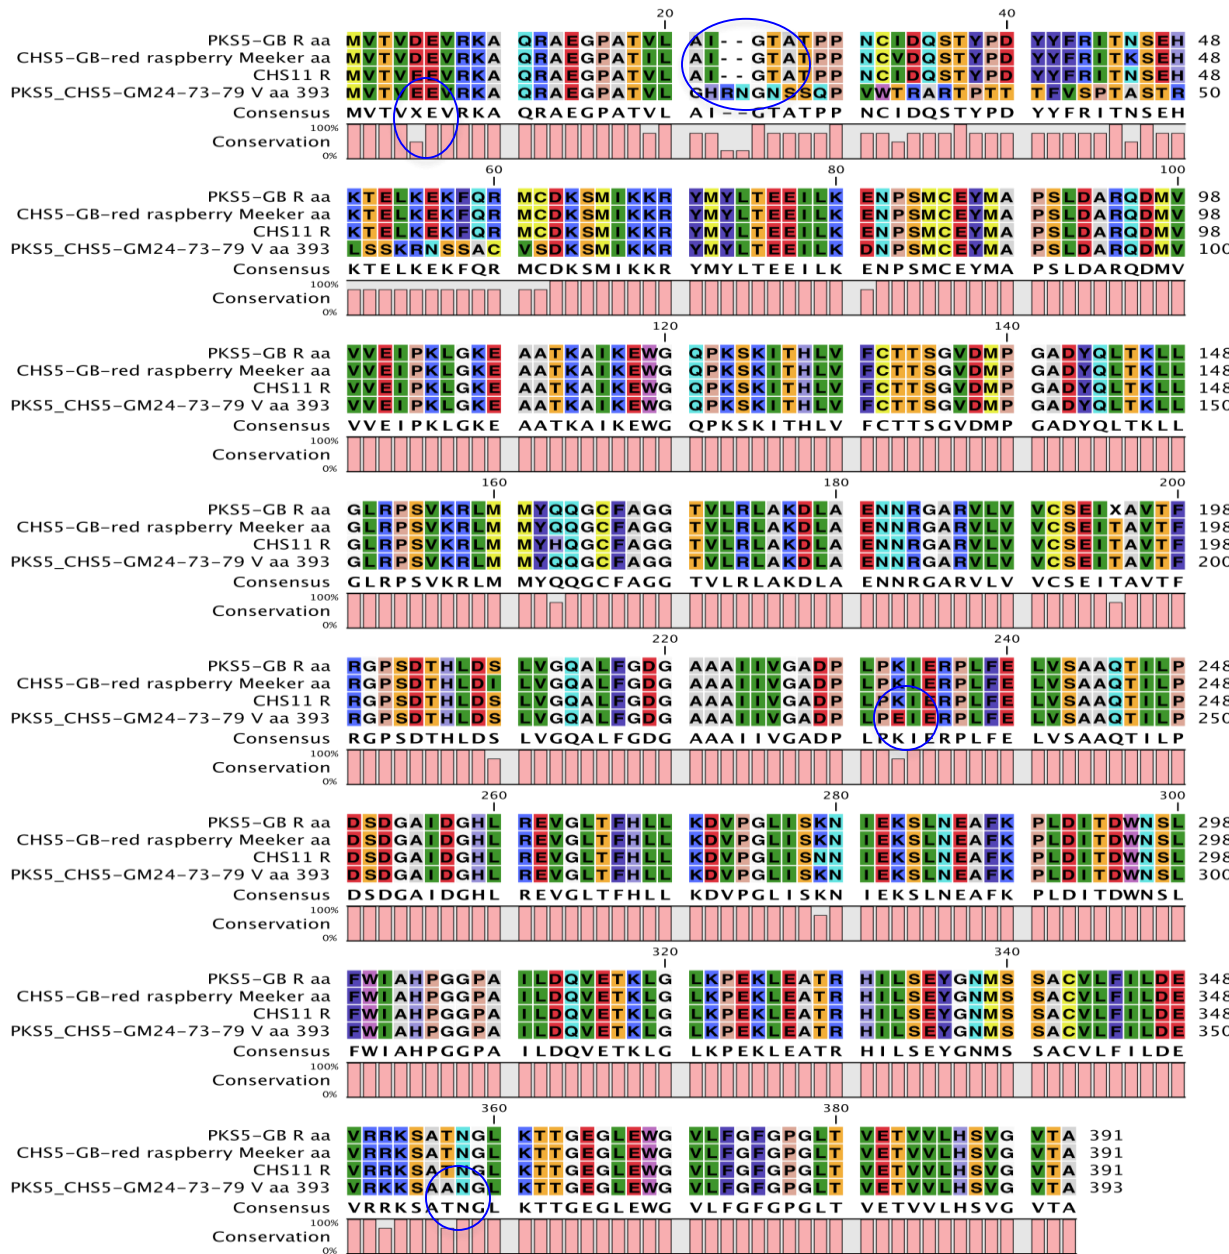 20 40
PKS5-GB R aa MVTVDEVRKA QRAEGPATVL AI--GTATPP NCIDQSTYPD YYFRITNSEH 48
CHS5-GB-red raspberry Meeker aa MVTVDEVRKA QRAEGPATIL AI--GTATPP NCVDQSTYPD YYFRITKSEH 48
CHS11 R MVTVEEVRKA QRAEGPATVL AI--GTATPP NCIDQSTYPD YYFRITNSEH 48
PKS5_CHS5-GM24-73-79 V aa 393 MVTVEEVRKA QRAEGPATVL GHRNGNSSQP VWTRARTPTT TFVSPTASTR 50
Consensus MVTVXEVRKA QRAEGPATVL AI--GTATPP NCIDQSTYPD YYFRITNSEH
100%
Conservation
0%
60 80 100
PKS5-GB R aa KTELKEKFQR MCDKSMIKKR YMYLTEEILK ENPSMCEYMA PSLDARQDMV 98
CHS5-GB-red raspberry Meeker aa KTELKEKFQR MCDKSMIKKR YMYLTEEILK ENPSMCEYMA PSLDARQDMV 98
CHS11 R KTELKEKFQR MCDKSMIKKR YMYLTEEILK ENPSMCEYMA PSLDARQDMV 98
PKS5_CHS5-GM24-73-79 V aa 393 LSSKRNSSAC VSDKSMIKKR YMYLTEEILK DNPSMCEYMA PSLDARQDMV 100
Consensus KTELKEKFQR MCDKSMIKKR YMYLTEEILK ENPSMCEYMA PSLDARQDMV
100%
Conservation
0%
120 140
PKS5-GB R aa VVEIPKLGKE AATKAIKEWG QPKSKITHLV FCTTSGVDMP GADYQLTKLL 148
CHS5-GB-red raspberry Meeker aa VVEIPKLGKE AATKAIKEWG QPKSKITHLV FCTTSGVDMP GADYQLTKLL 148
CHS11 R VVEIPKLGKE AATKAIKEWG QPKSKITHLV FCTTSGVDMP GADYQLTKLL 148
PKS5_CHS5-GM24-73-79 V aa 393 VVEIPKLGKE AATKAIKEWG QPKSKITHLV FCTTSGVDMP GADYQLTKLL 150
Consensus VVEIPKLGKE AATKAIKEWG QPKSKITHLV FCTTSGVDMP GADYQLTKLL
100%
Conservation
0%
160 180 200
PKS5-GB R aa GLRPSVKRLM MYQQGCFAGG TVLRLAKDLA ENNRGARVLV VCSEIXAVTF 198
CHS5-GB-red raspberry Meeker aa GLRPSVKRLM MYQQGCFAGG TVLRLAKDLA ENNRGARVLV VCSEITAVTF 198
CHS11 R GLRPSVKRLM MYHQGCFAGG TVLRLAKDLA ENNRGARVLV VCSEITAVTF 198
PKS5_CHS5-GM24-73-79 V aa 393 GLRPSVKRLM MYQQGCFAGG TVLRLAKDLA ENNRGARVLV VCSEITAVTF 200
Consensus GLRPSVKRLM MYQQGCFAGG TVLRLAKDLA ENNRGARVLV VCSEITAVTF
100%
Conservation
0%
220 240
PKS5-GB R aa RGPSDTHLDS LVGQALFGDG AAAIIVGADP LPKIERPLFE LVSAAQTILP 248
CHS5-GB-red raspberry Meeker aa RGPSDTHLDI LVGQALFGDG AAAIIVGADP LPKIERPLFE LVSAAQTILP 248
CHS11 R RGPSDTHLDS LVGQALFGDG AAAIIVGADP LPKIERPLFE LVSAAQTILP 248
PKS5_CHS5-GM24-73-79 V aa 393 RGPSDTHLDS LVGQALFGDG AAAIIVGADP LPEIERPLFE LVSAAQTILP 250
Consensus RGPSDTHLDS LVGQALFGDG AAAIIVGADP LPKIERPLFE LVSAAQTILP
100%
Conservation
0%
260 280 300
PKS5-GB R aa DSDGAIDGHL REVGLTFHLL KDVPGLISKN IEKSLNEAFK PLDITDWNSL 298
CHS5-GB-red raspberry Meeker aa DSDGAIDGHL REVGLTFHLL KDVPGLISKN IEKSLNEAFK PLDITDWNSL 298
CHS11 R DSDGAIDGHL REVGLTFHLL KDVPGLISNN IEKSLNEAFK PLDITDWNSL 298
PKS5_CHS5-GM24-73-79 V aa 393 DSDGAIDGHL REVGLTFHLL KDVPGLISKN IEKSLNEAFK PLDITDWNSL 300
Consensus DSDGAIDGHL REVGLTFHLL KDVPGLISKN IEKSLNEAFK PLDITDWNSL
100%
Conservation
0%
320 340
PKS5-GB R aa FWIAHPGGPA ILDQVETKLG LKPEKLEATR HILSEYGNMS SACVLFILDE 348
CHS5-GB-red raspberry Meeker aa FWIAHPGGPA ILDQVETKLG LKPEKLEATR HILSEYGNMS SACVLFILDE 348
CHS11 R FWIAHPGGPA ILDQVETKLG LKPEKLEATR HILSEYGNMS SACVLFILDE 348
PKS5_CHS5-GM24-73-79 V aa 393 FWIAHPGGPA ILDQVETKLG LKPEKLEATR HILSEYGNMS SACVLFILDE 350
Consensus FWIAHPGGPA ILDQVETKLG LKPEKLEATR HILSEYGNMS SACVLFILDE
100%
Conservation
0%
360 380
PKS5-GB R aa VRRKSATNGL KTTGEGLEWG VLFGFGPGLT VETVVLHSVG VTA 391
CHS5-GB-red raspberry Meeker aa VRRKSATNGL KTTGEGLEWG VLFGFGPGLT VETVVLHSVG VTA 391
CHS11 R VRRKSATNGL KTTGEGLEWG VLFGFGPGLT VETVVLHSVG VTA 391
PKS5_CHS5-GM24-73-79 V aa 393 VRKKSAANGL KTTGEGLEWG VLFGFGPGLT VETVVLHSVG VTA 393
Consensus VRRKSATNGL KTTGEGLEWG VLFGFGPGLT VETVVLHSVG VTA
100%
Conservation
0%